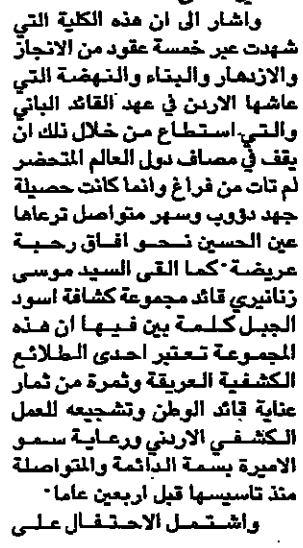 واشار الى ان هذه الكلية التي
شهدت عبر خمسة عقود من الانجاز
والازدهار والبناء والنهضة التي
عاشها الاردن في عهد القائد الباني
والتي استطاع من خلال ذلك ان
يقف في مصاف دول العالم المتحضر
لم تات من فراغ وانما كانت حصيلة
جهد دؤوب وسهر متواصل ترعاها
عين الحسين نحو افاق رحبة
عريضة. كما القى السيد موسى
زنانيري قائد مجموعة كشافة اسود
الجبل كلمة بين فيها ان هذه
المجموعة تعتبر احدى الطلائع
الكشفية العريقة وثمرة من ثمار
عناية قائد الوطن وتشجيعه للعمل
الكشفي الاردني ورعاية سمو
الاميرة بسمة الدائمة والمتواصلة
منذ تاسيسها قبل اربعين عاما.
واشتمل الاحتفال على